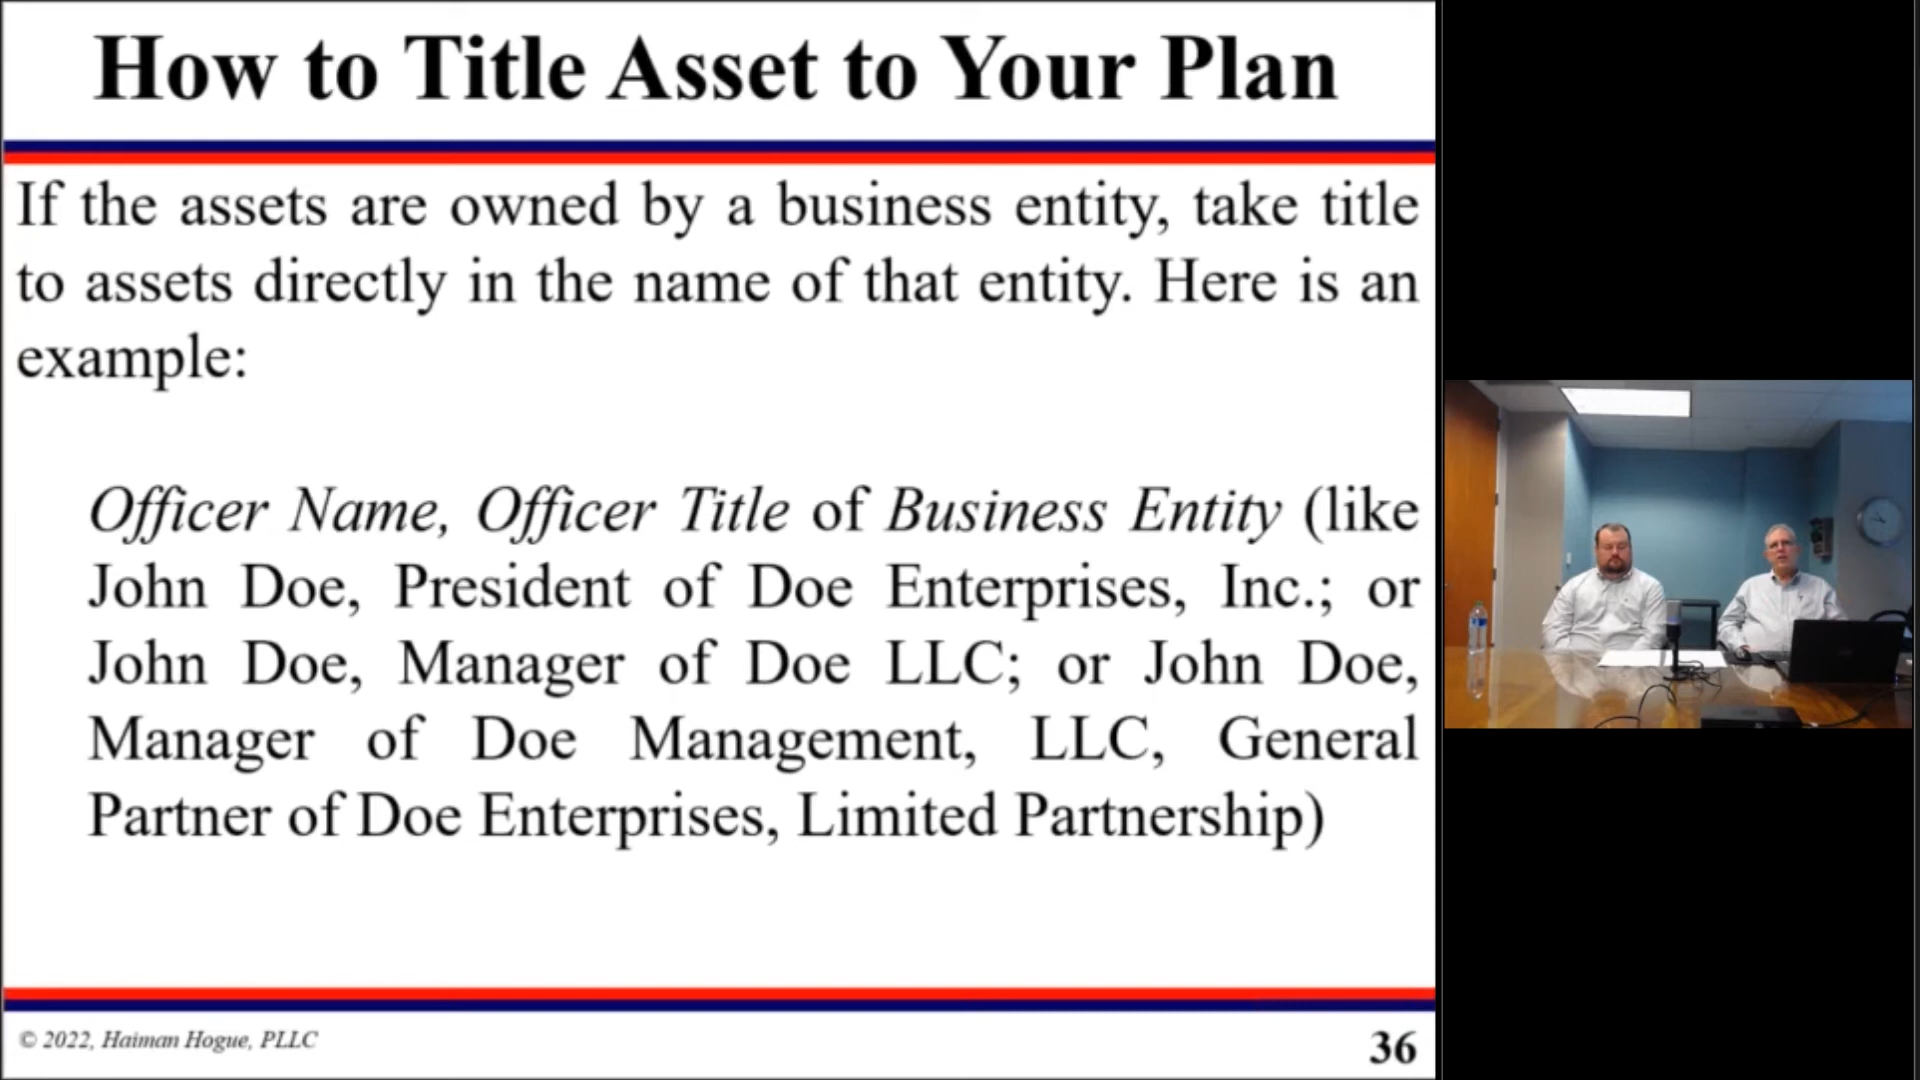 How to Title Asset to Your Plan
If the assets are owned by a business entity, take title
to assets directly in the name of that entity. Here is an
example:
Officer Name, Officer Title of Business Entity (like
John Doe, President of Doe Enterprises, Inc.; or
John Doe, Manager of Doe LLC; or John Doe,
Manager of Doe Management, LLC, General
Partner of Doe Enterprises, Limited Partnership)
© 2022, Haiman Hogue, PLLC
36